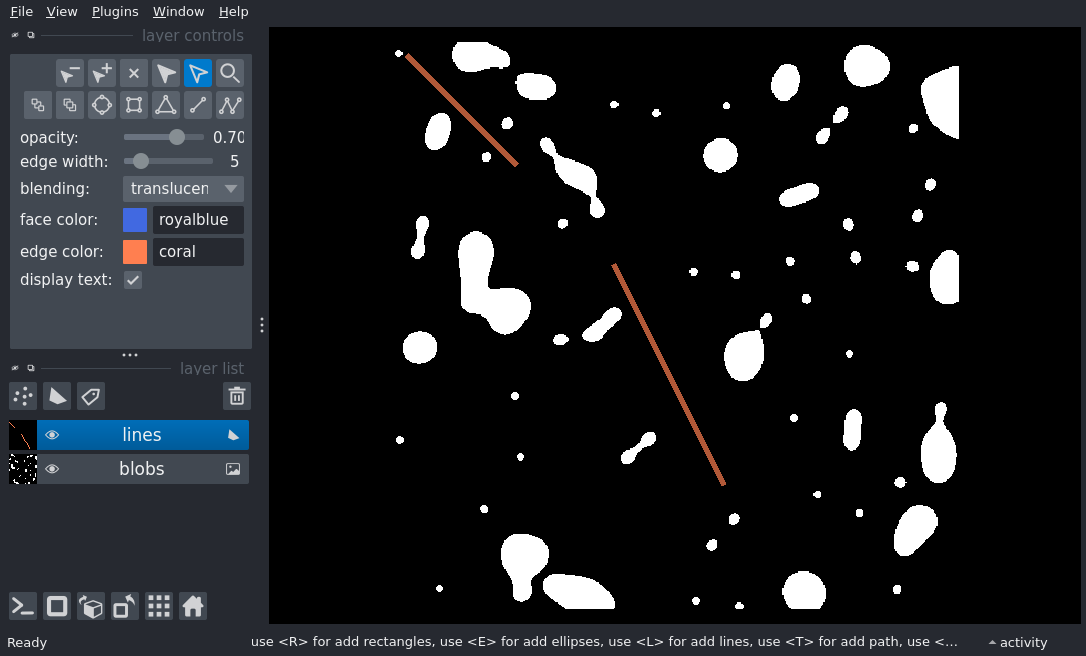 File View Plugins Window Help
layer controls
opacity: 0.70
edge width: 5
blending: translucen
face color: royalblue
edge color: coral
display text:
layer list
lines
blobs
Ready use <R> for add rectangles, use <E> for add ellipses, use <L> for add lines, use <T> for add path, use <... activity